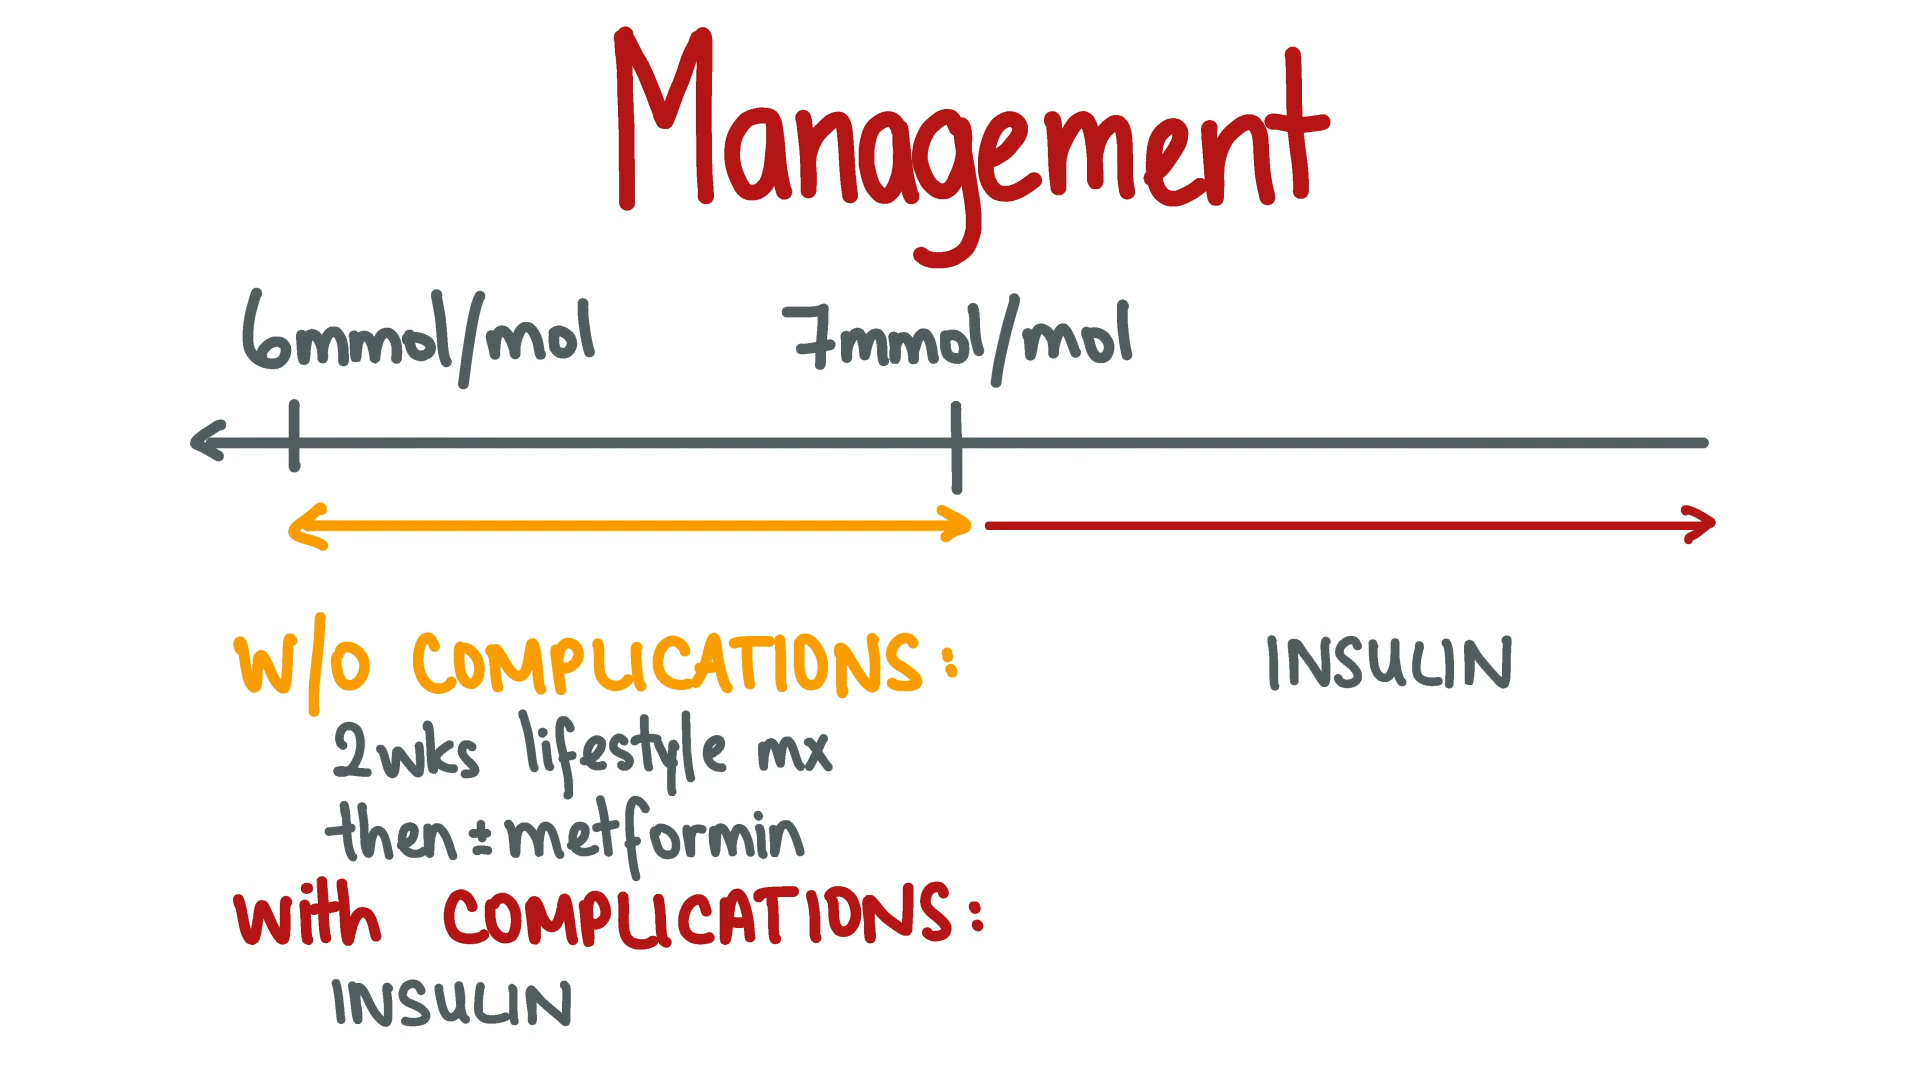 Management
6mmol/mol 7mmol/mol
W/O COMPLICATIONS:
2wks lifestyle mx
then ± metformin
With COMPLICATIONS:
INSULIN
INSULIN